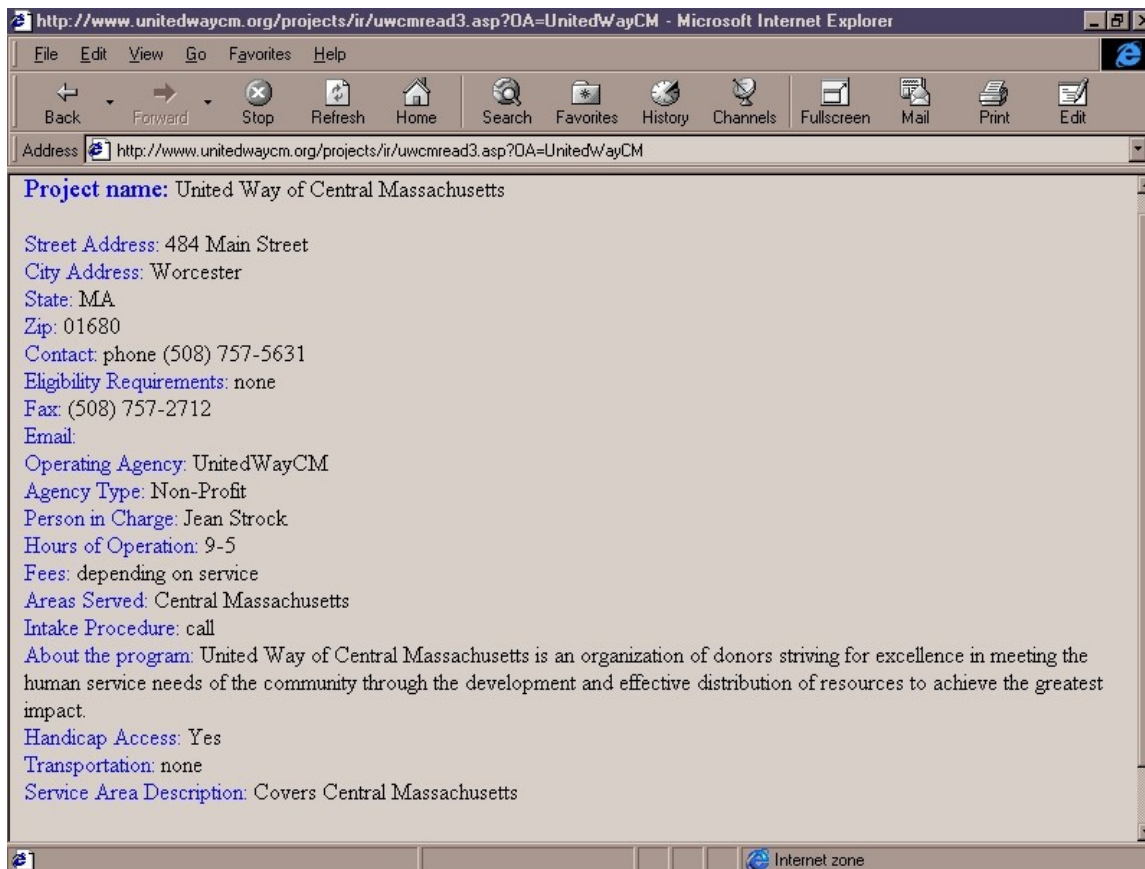 http://www.unitedwaycm.org/projects/ir/uwcmread3.asp?OA=UnitedWayCM - Microsoft Internet Explorer
File Edit View Go Favorites Help
Back Forward Stop Refresh Home Search Favorites History Channels Fullscreen Mail Print Edit
Address http://www.unitedwaycm.org/projects/ir/uwcmread3.asp?OA=UnitedWayCM
Project name: United Way of Central Massachusetts
Street Address: 484 Main Street
City Address: Worcester
State: MA
Zip: 01680
Contact: phone (508) 757-5631
Eligibility Requirements: none
Fax: (508) 757-2712
Email:
Operating Agency: UnitedWayCM
Agency Type: Non-Profit
Person in Charge: Jean Strock
Hours of Operation: 9-5
Fees: depending on service
Areas Served: Central Massachusetts
Intake Procedure: call
About the program: United Way of Central Massachusetts is an organization of donors striving for excellence in meeting the
human service needs of the community through the development and effective distribution of resources to achieve the greatest
impact.
Handicap Access: Yes
Transportation: none
Service Area Description: Covers Central Massachusetts
Internet zone